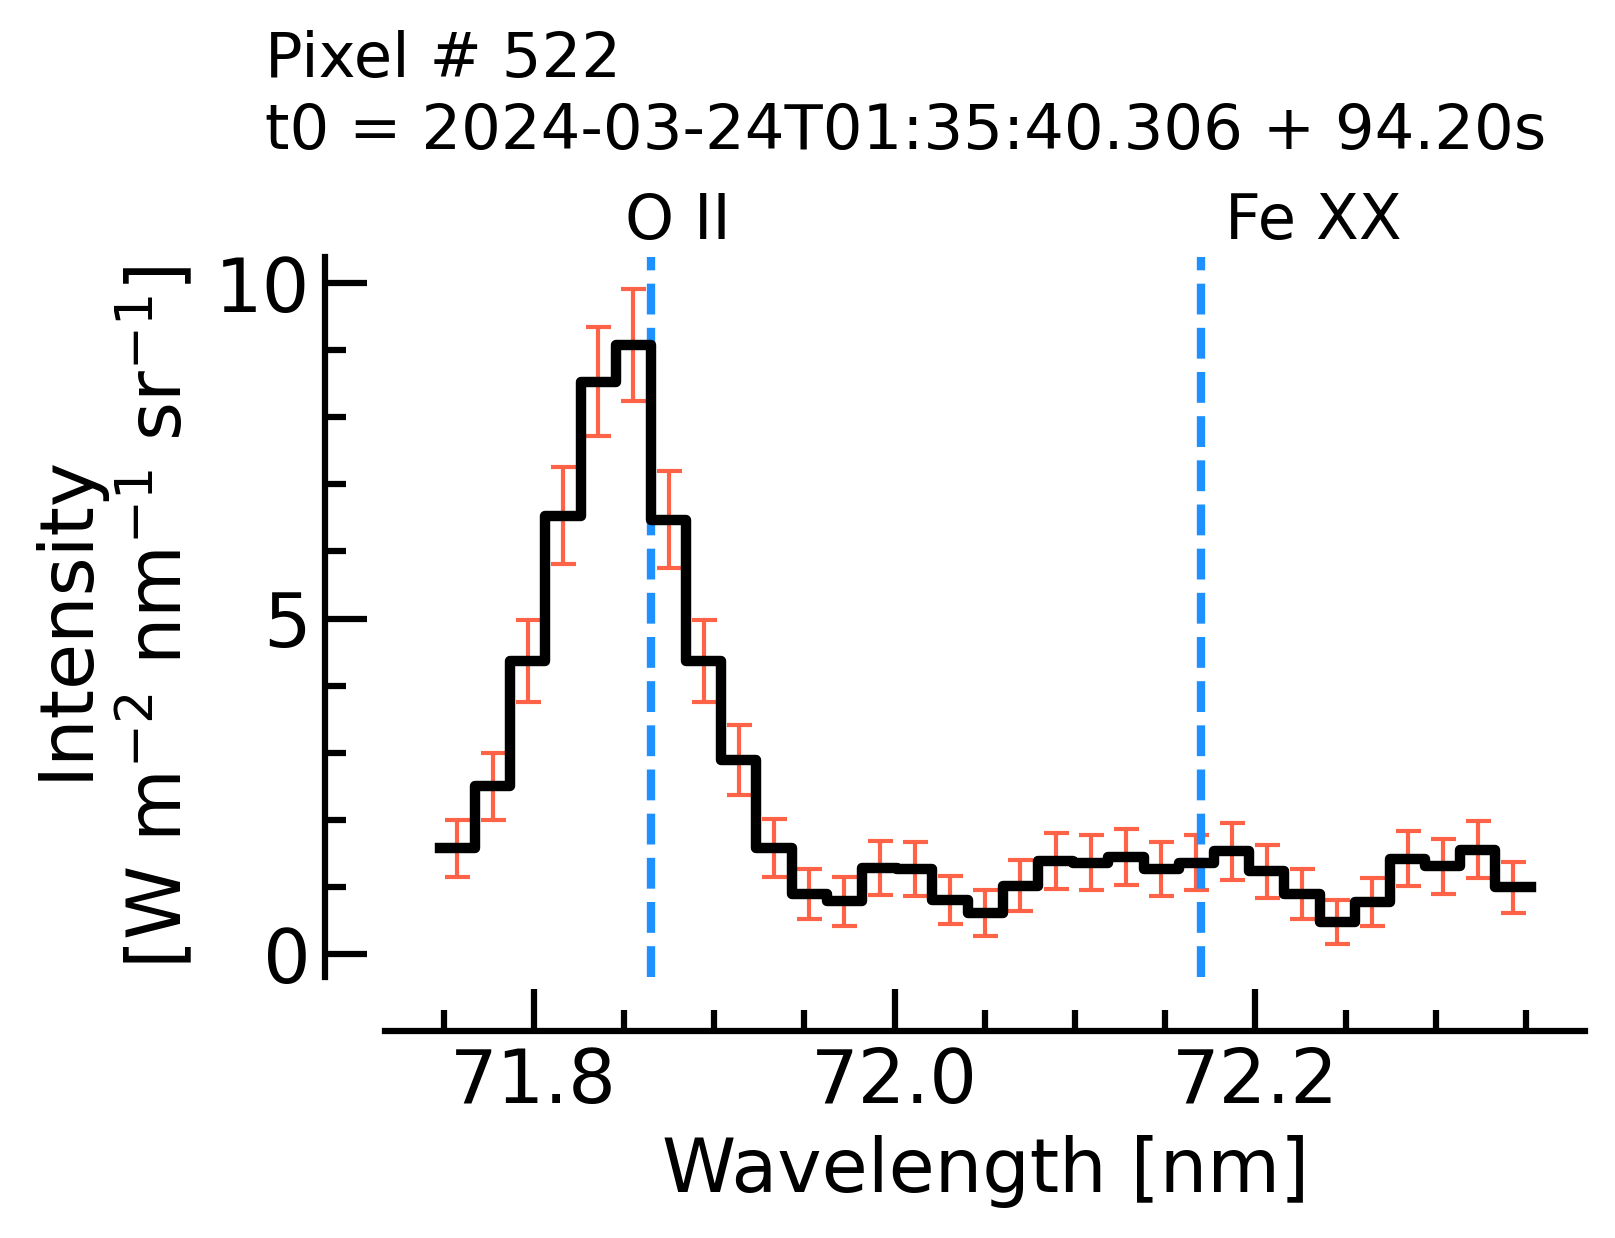 Pixel # 522
t0 = 2024-03-24T01:35:40.306 + 94.20s
O II
Fe XX
Intensity
[W m⁻² nm⁻¹ sr⁻¹]
10
5
0
71.8
72.0
72.2
Wavelength [nm]